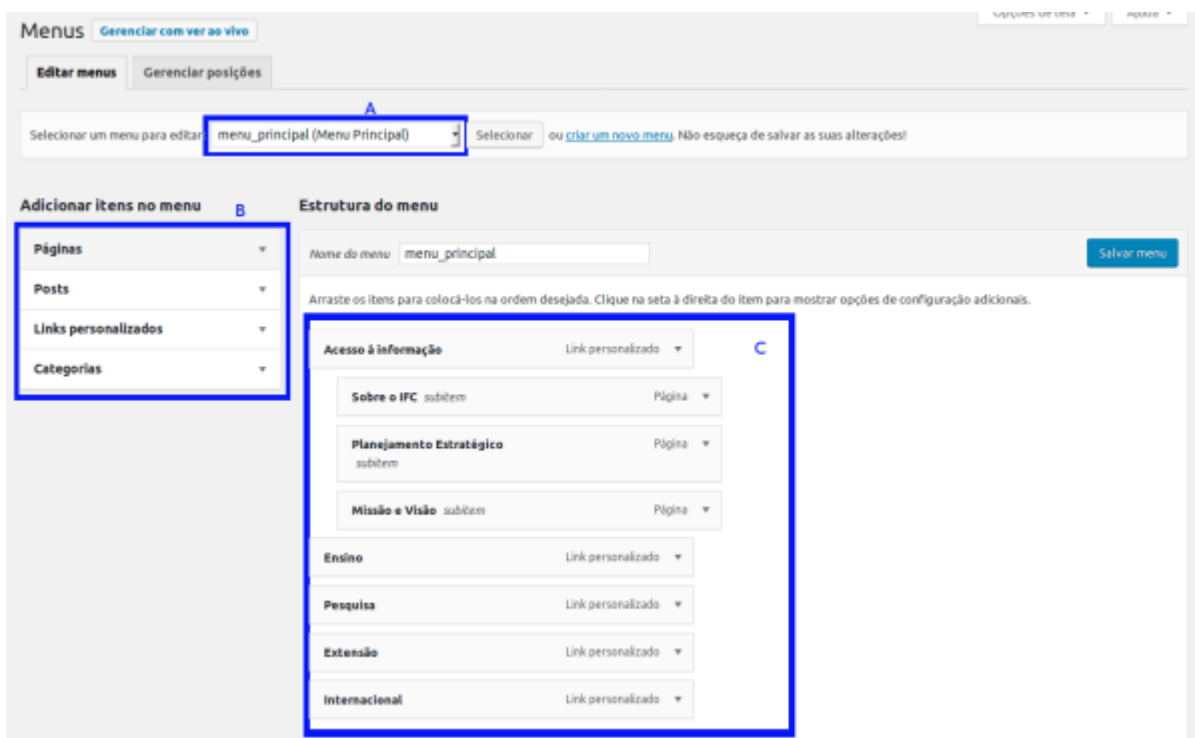 Opções de tela Ajuda
Menus Gerenciar com ver ao vivo
Editar menus Gerenciar posições
A
Selecionar um menu para editar menu_principal (Menu Principal) Selecionar ou criar um novo menu. Não esqueça de salvar as suas alterações!
Adicionar itens no menu B Estrutura do menu
Páginas
Posts
Links personalizados
Categorias
Nome do menu menu_principal Salvar menu
Arraste os itens para colocá-los na ordem desejada. Clique na seta à direita do item para mostrar opções de configuração adicionais.
C
Acesso à informação Link personalizado
Sobre o IFC subitem Página
Planejamento Estratégico Página
subitem
Missão e Visão subitem Página
Ensino Link personalizado
Pesquisa Link personalizado
Extensão Link personalizado
Internacional Link personalizado